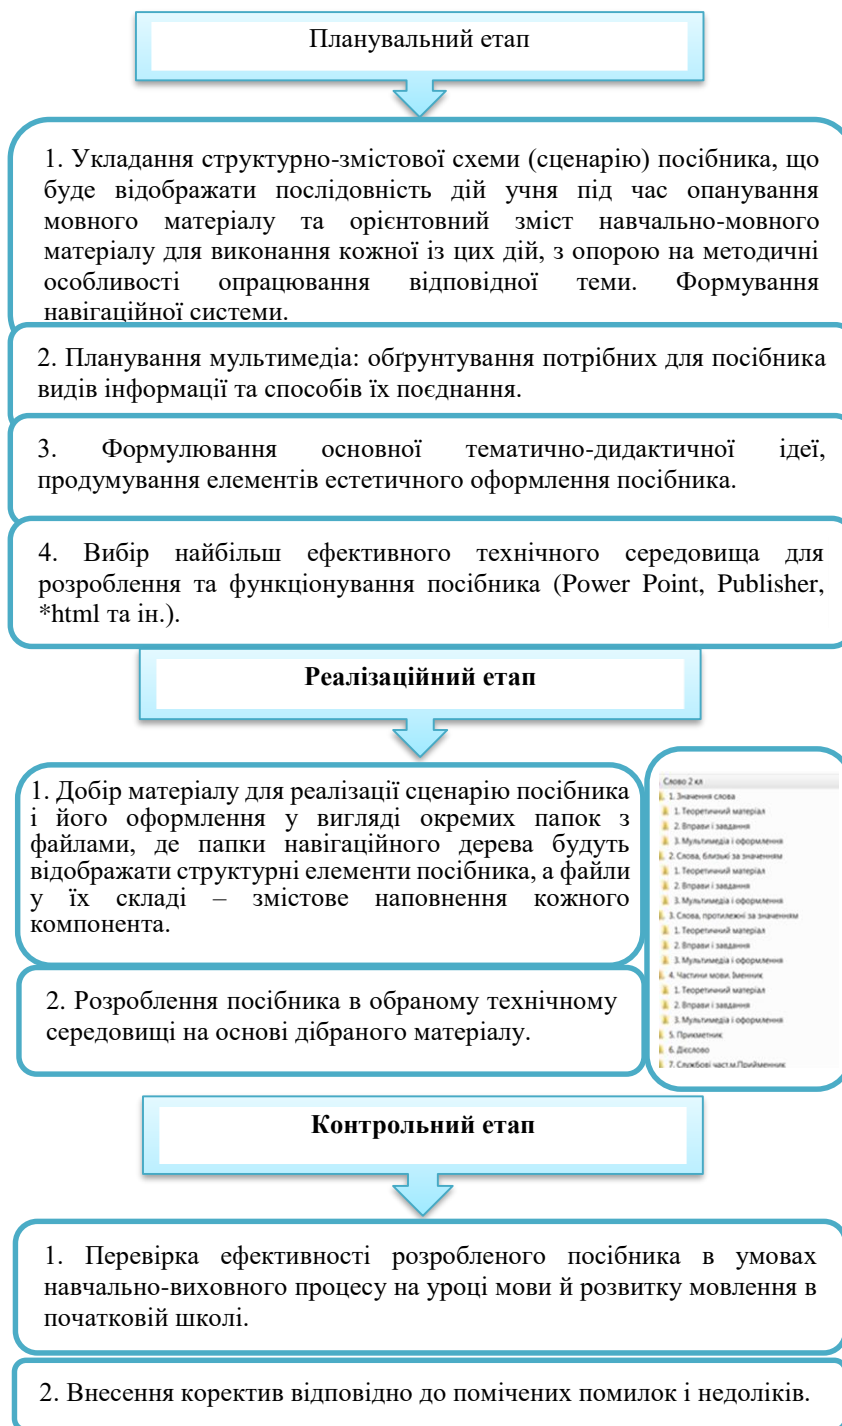 Планувальний етап
1. Укладання структурно-змістової схеми (сценарію) посібника, що
буде відображати послідовність дій учня під час опанування
мовного матеріалу та орієнтовний зміст навчально-мовного
матеріалу для виконання кожної із цих дій, з опорою на методичні
особливості опрацювання відповідної теми. Формування
навігаційної системи.
2. Планування мультимедіа: обґрунтування потрібних для посібника
видів інформації та способів їх поєднання.
3. Формулювання основної тематично-дидактичної ідеї,
продумування елементів естетичного оформлення посібника.
4. Вибір найбільш ефективного технічного середовища для
розроблення та функціонування посібника (Power Point, Publisher,
*html та ін.).
Реалізаційний етап
1. Добір матеріалу для реалізації сценарію посібника
і його оформлення у вигляді окремих папок з
файлами, де папки навігаційного дерева будуть
відображати структурні елементи посібника, а файли
у їх складі – змістове наповнення кожного
компонента.
2. Розроблення посібника в обраному технічному
середовищі на основі дібраного матеріалу.
Слово 2 кл
1. Значення слова
1. Теоретичний матеріал
2. Вправи і завдання
3. Мультимедіа і оформлення
2. Слова, близькі за значенням
1. Теоретичний матеріал
2. Вправи і завдання
3. Мультимедіа і оформлення
3. Слова, протилежні за значенням
1. Теоретичний матеріал
2. Вправи і завдання
3. Мультимедіа і оформлення
4. Частини мови. Іменник
1. Теоретичний матеріал
2. Вправи і завдання
3. Мультимедіа і оформлення
5. Прикметник
6. Дієслово
7. Службові част.м.Прийменник
Контрольний етап
1. Перевірка ефективності розробленого посібника в умовах
навчально-виховного процесу на уроці мови й розвитку мовлення в
початковій школі.
2. Внесення коректив відповідно до помічених помилок і недоліків.